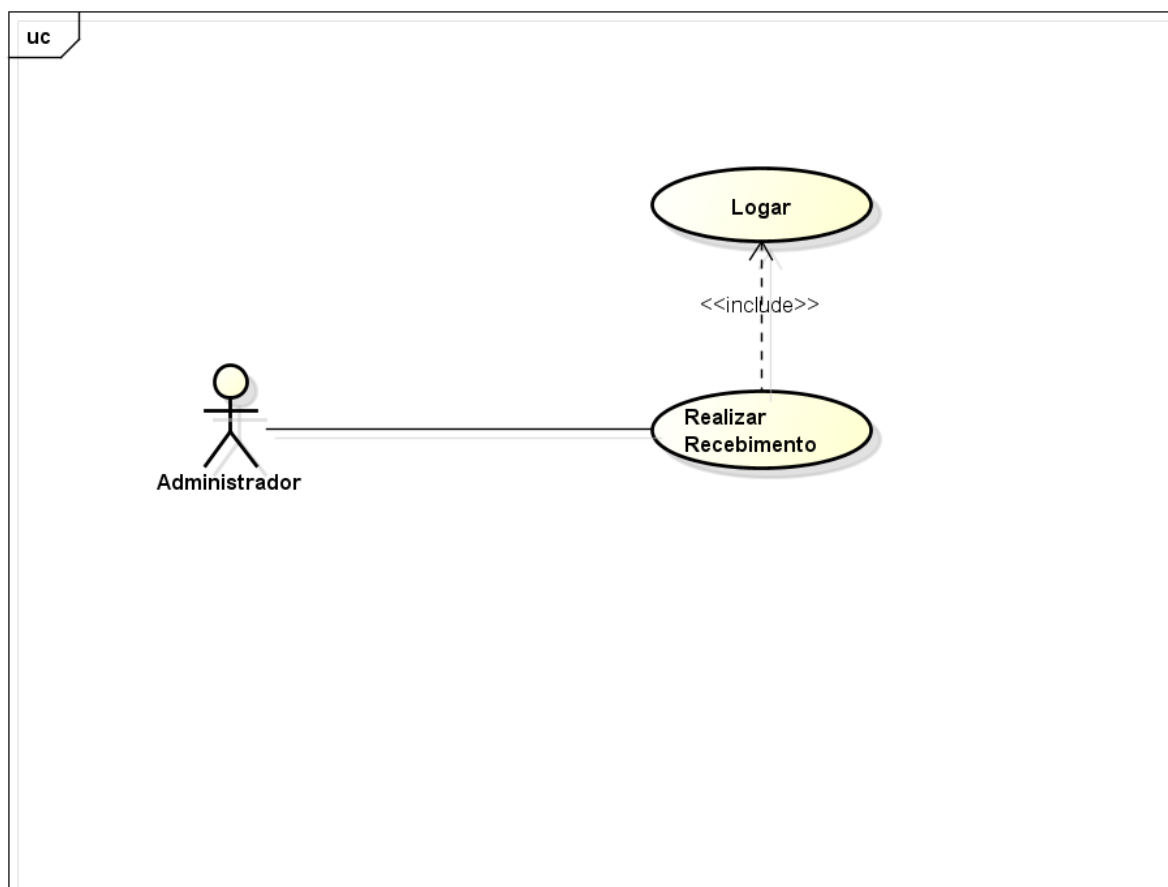 uc
Logar
<<include>>
Realizar
Recebimento
Administrador